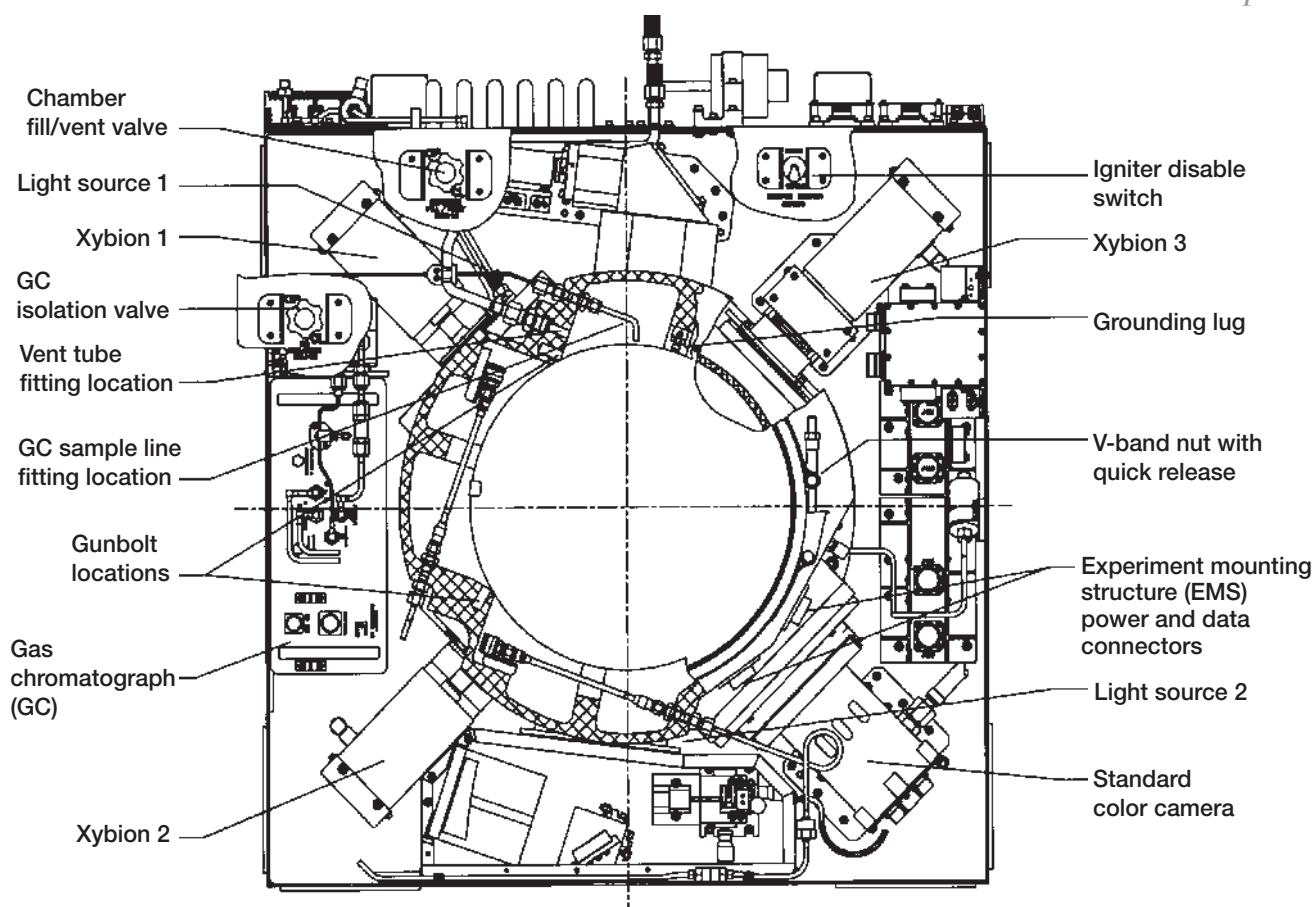 Chamber
fill/vent valve
Light source 1
Xybion 1
GC
isolation valve
Vent tube
fitting location
GC sample line
fitting location
Gunbolt
locations
Gas
chromatograph
(GC)
Xybion 2
Igniter disable
switch
Xybion 3
Grounding lug
V-band nut with
quick release
Experiment mounting
structure (EMS)
power and data
connectors
Light source 2
Standard
color camera